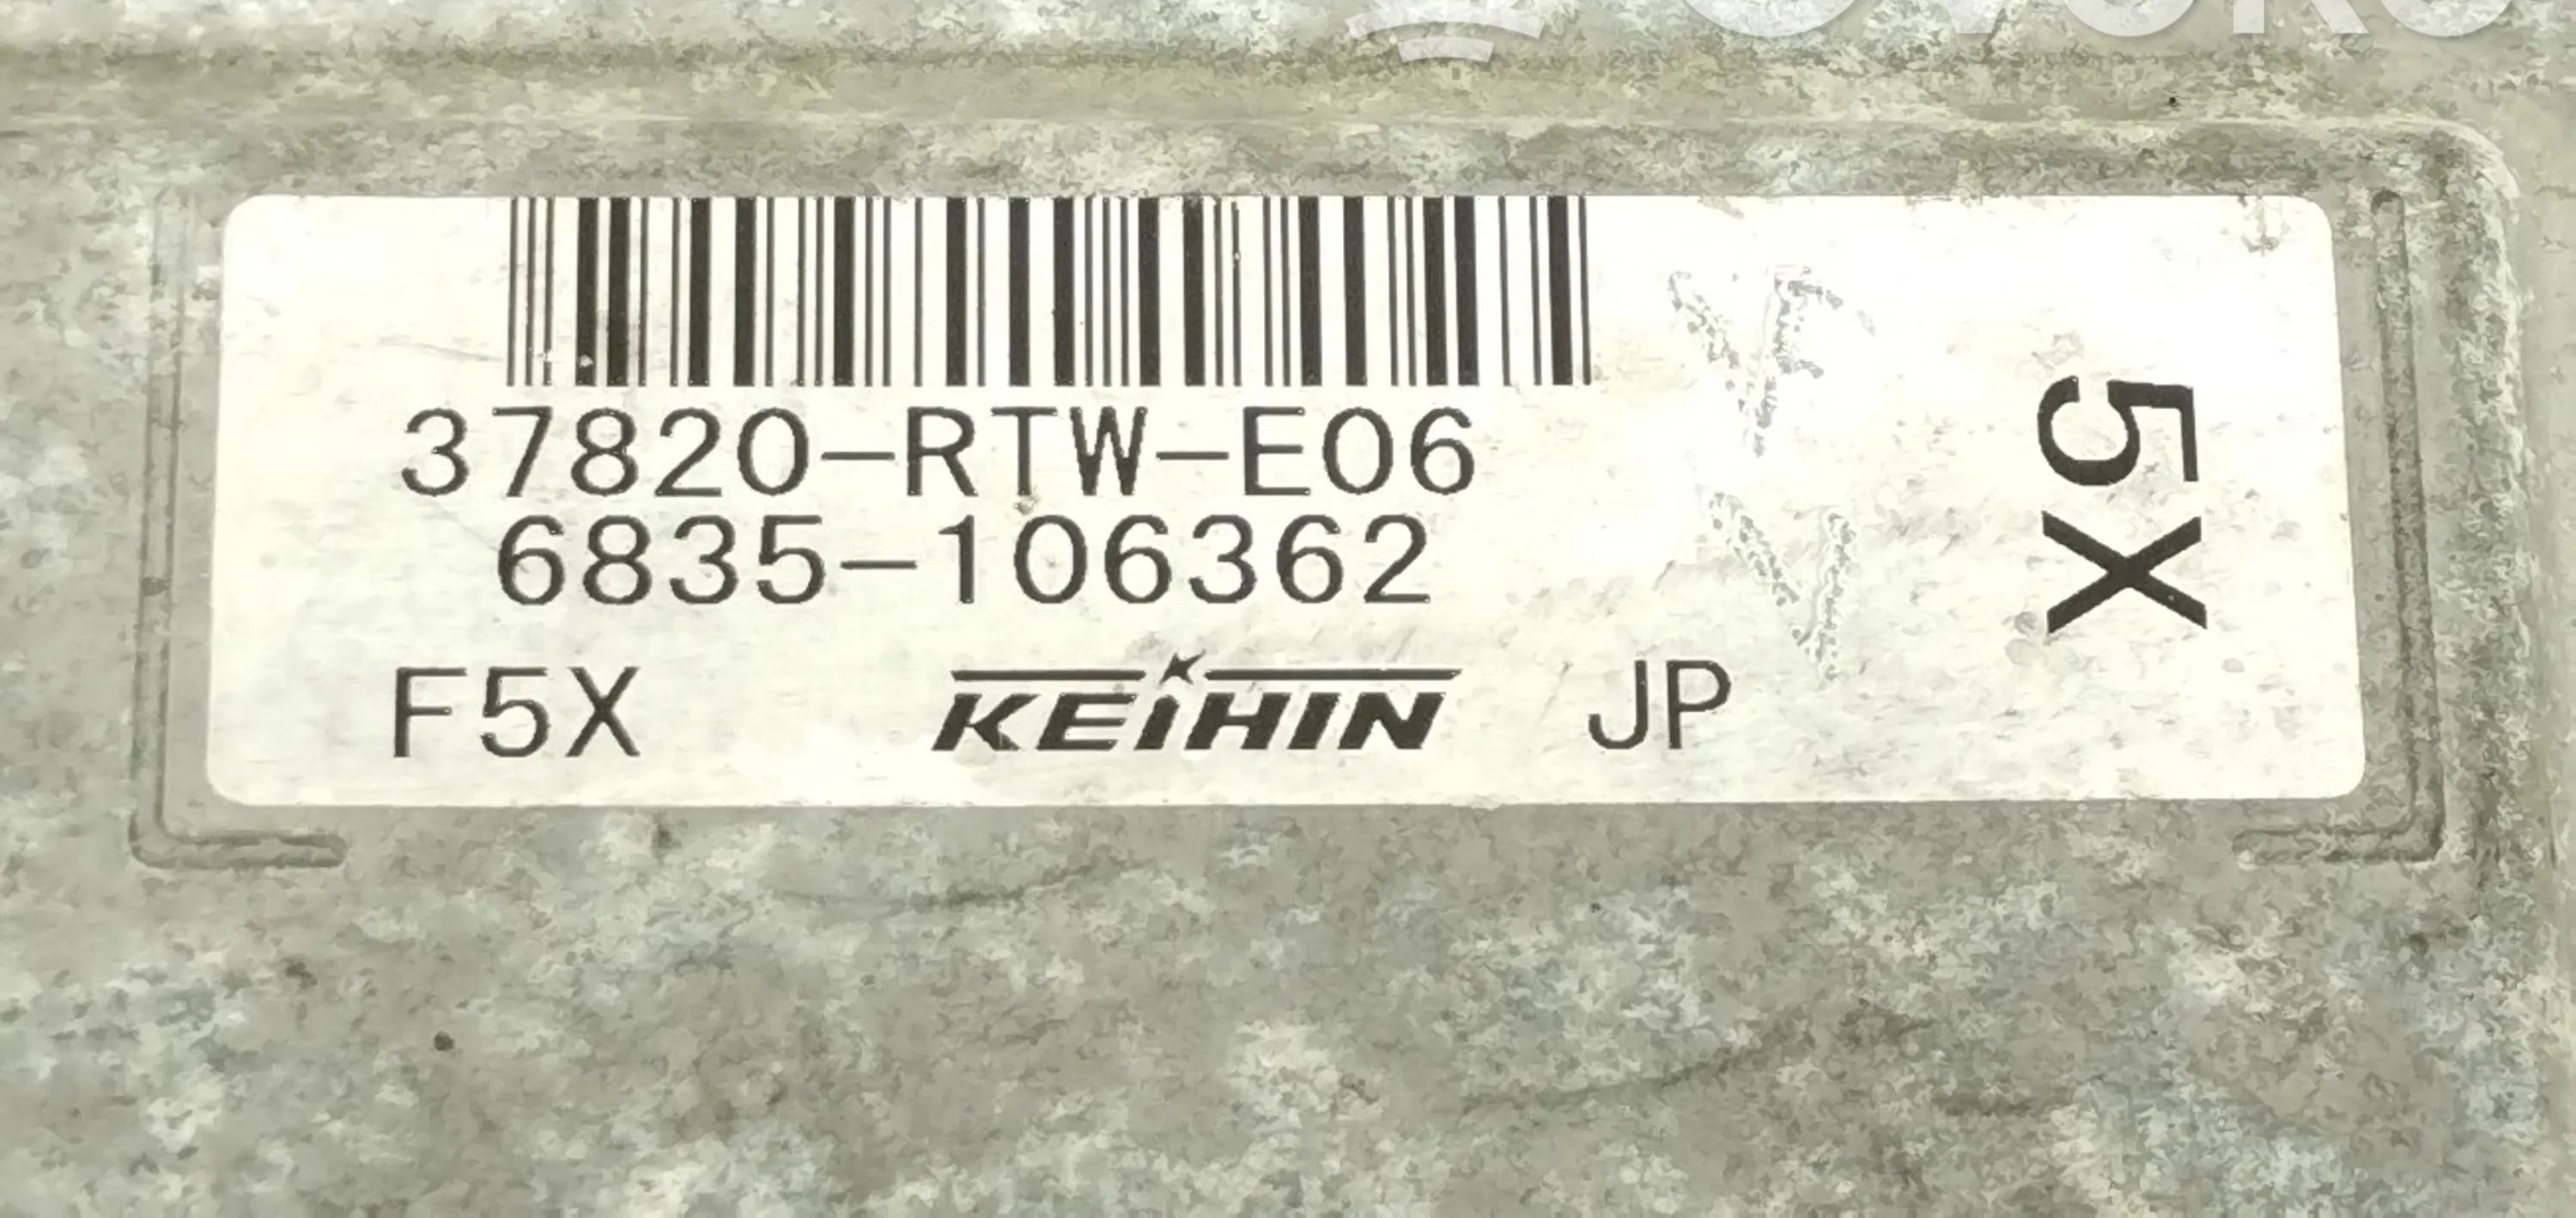 37820-RTW-E06
6835-106362
F5X KEIHIN JP
5X